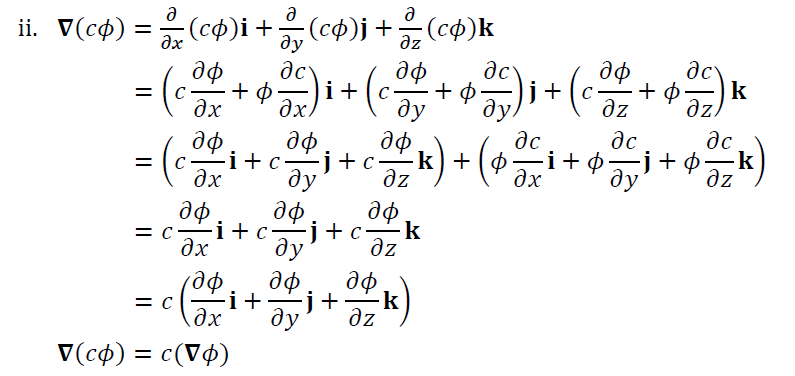 ii. ∇(cϕ) = ∂/∂x (cϕ)i + ∂/∂y (cϕ)j + ∂/∂z (cϕ)k
= (c ∂ϕ/∂x + ϕ ∂c/∂x) i + (c ∂ϕ/∂y + ϕ ∂c/∂y) j + (c ∂ϕ/∂z + ϕ ∂c/∂z) k
= (c ∂ϕ/∂x i + c ∂ϕ/∂y j + c ∂ϕ/∂z k) + (ϕ ∂c/∂x i + ϕ ∂c/∂y j + ϕ ∂c/∂z k)
= c ∂ϕ/∂x i + c ∂ϕ/∂y j + c ∂ϕ/∂z k
= c (∂ϕ/∂x i + ∂ϕ/∂y j + ∂ϕ/∂z k)
∇(cϕ) = c(∇ϕ)